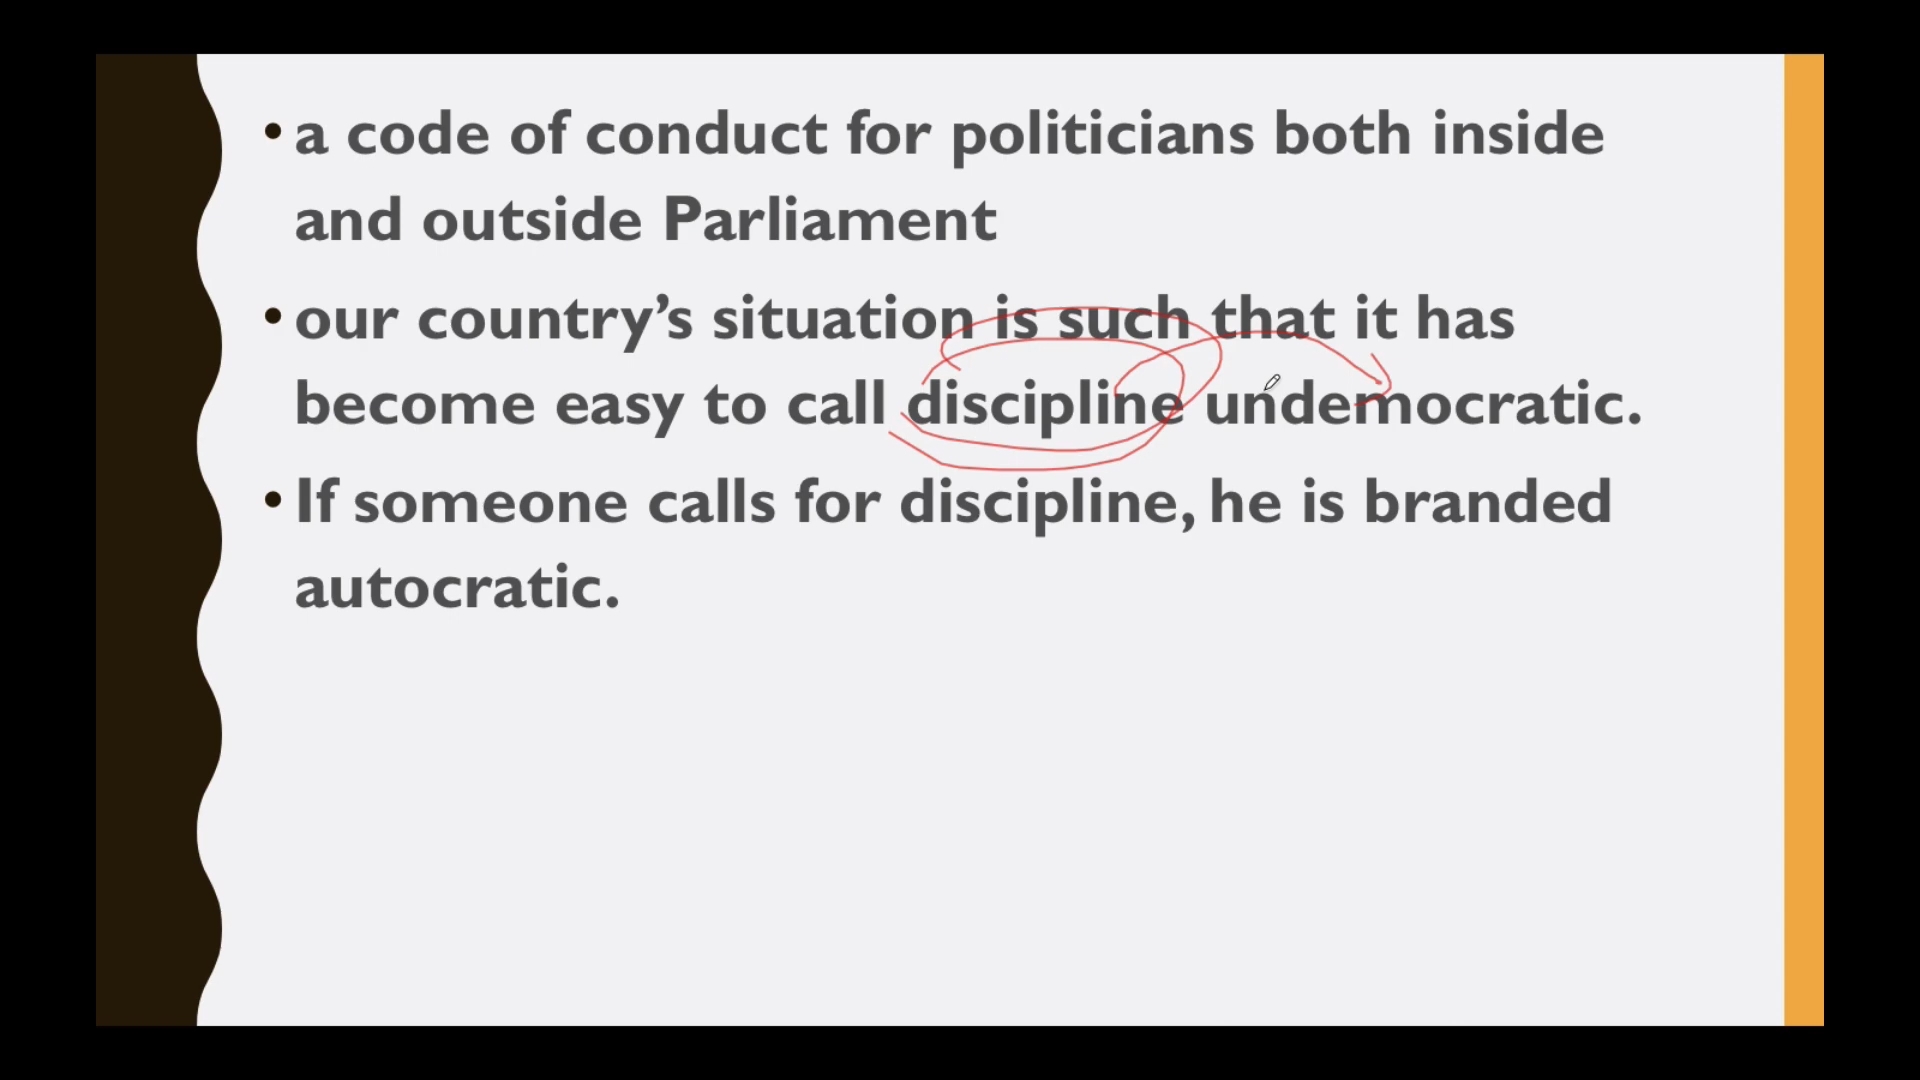 • a code of conduct for politicians both inside
and outside Parliament
• our country’s situation is such that it has
become easy to call discipline undemocratic.
• If someone calls for discipline, he is branded
autocratic.